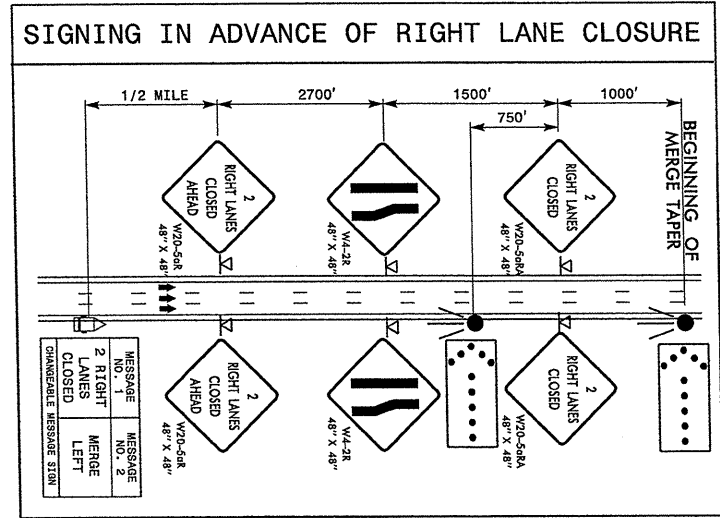 SIGNING IN ADVANCE OF RIGHT LANE CLOSURE
1/2 MILE
2700'
1500'
1000'
750'
BEGINNING OF
MERGE TAPER
2
RIGHT LANES
CLOSED
AHEAD
W20-5aR
48" X 48"
W4-2R
48" X 48"
2
RIGHT LANES
CLOSED
W20-5aRA
48" X 48"
2
RIGHT LANES
CLOSED
AHEAD
W20-5aR
48" X 48"
W4-2R
48" X 48"
2
RIGHT LANES
CLOSED
W20-5aRA
48" X 48"
MESSAGE
NO. 1
MESSAGE
NO. 2
2 RIGHT
LANES
CLOSED
MERGE
LEFT
CHANGEABLE MESSAGE SIGN